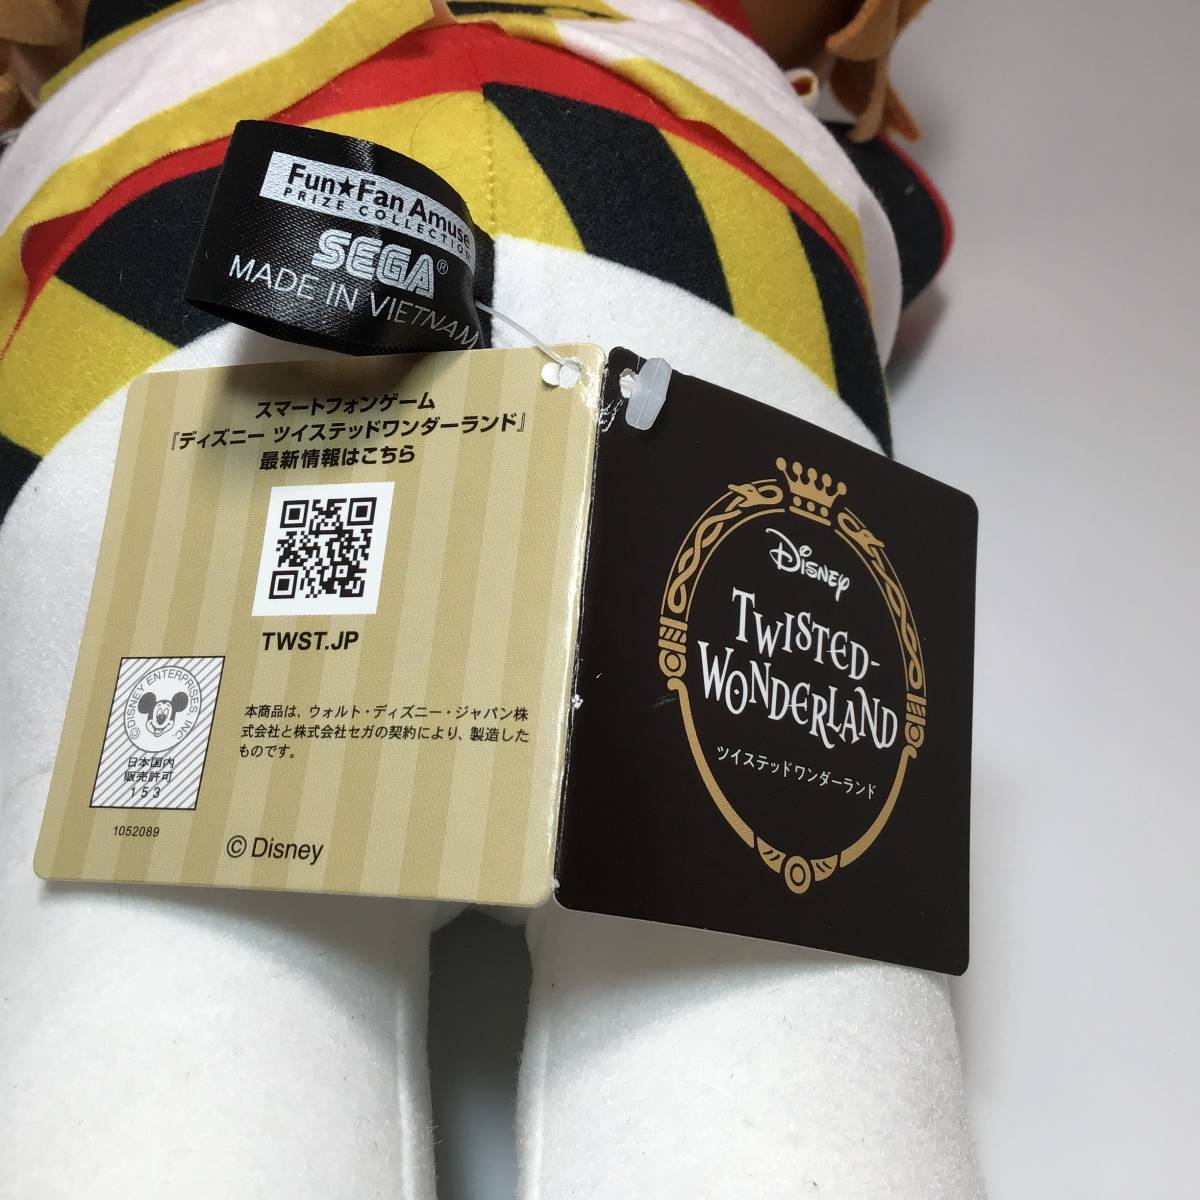 Fun★Fan Amuse
PRIZE COLLECTION
SEGA®
MADE IN VIETNAM
スマートフォンゲーム
『ディズニー ツイステッドワンダーランド』
最新情報はこちら
TWST.JP
©DISNEY ENTERPRISES INC.
日本国内
販売許可
153
1052089
本商品は、ウォルト・ディズニー・ジャパン株
式会社と株式会社セガの契約により、製造した
ものです。
© Disney
Disney
TWISTED-
WONDERLAND
ツイステッドワンダーランド